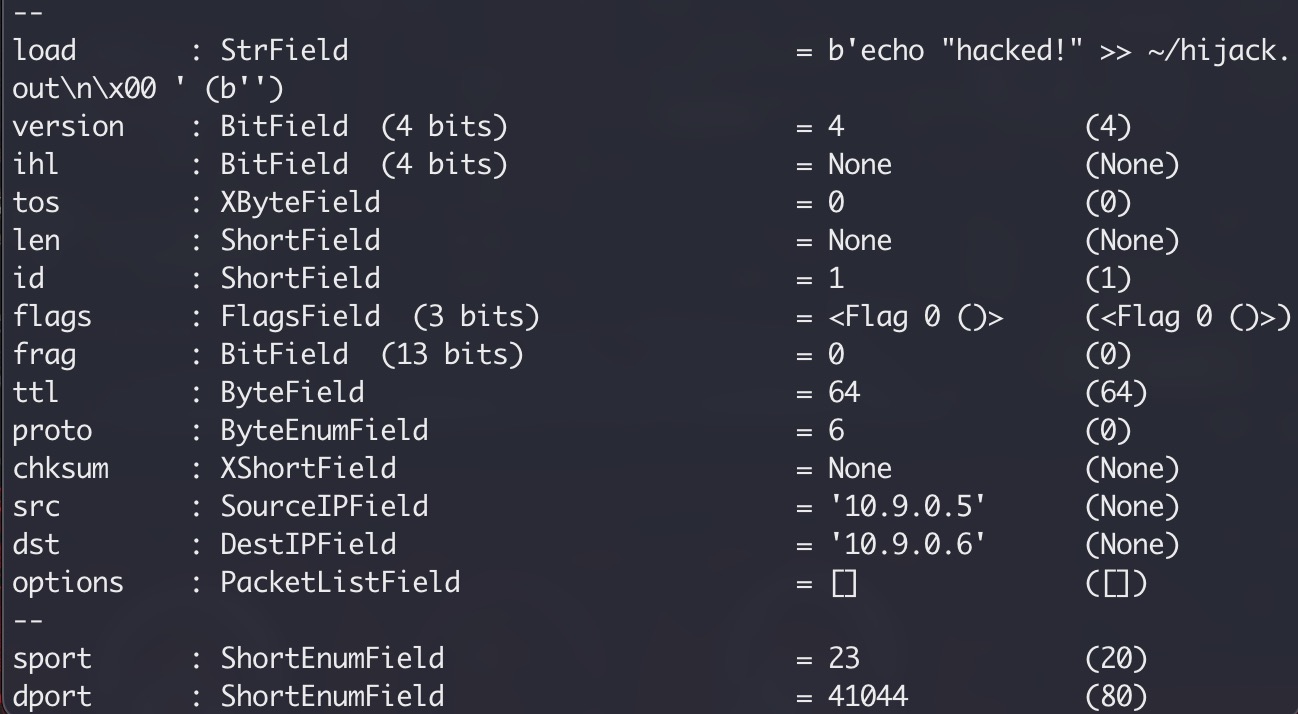 --
load       : StrField                            = b'echo "hacked!" >> ~/hijack.
out\n\x00 ' (b'')
version    : BitField  (4 bits)                  = 4               (4)
ihl        : BitField  (4 bits)                  = None            (None)
tos        : XByteField                          = 0               (0)
len        : ShortField                          = None            (None)
id         : ShortField                          = 1               (1)
flags      : FlagsField  (3 bits)                = <Flag 0 ()>     (<Flag 0 ()>)
frag       : BitField  (13 bits)                 = 0               (0)
ttl        : ByteField                           = 64              (64)
proto      : ByteEnumField                       = 6               (0)
chksum     : XShortField                         = None            (None)
src        : SourceIPField                       = '10.9.0.5'      (None)
dst        : DestIPField                         = '10.9.0.6'      (None)
options    : PacketListField                     = []              ([])
--
sport      : ShortEnumField                      = 23              (20)
dport      : ShortEnumField                      = 41044           (80)